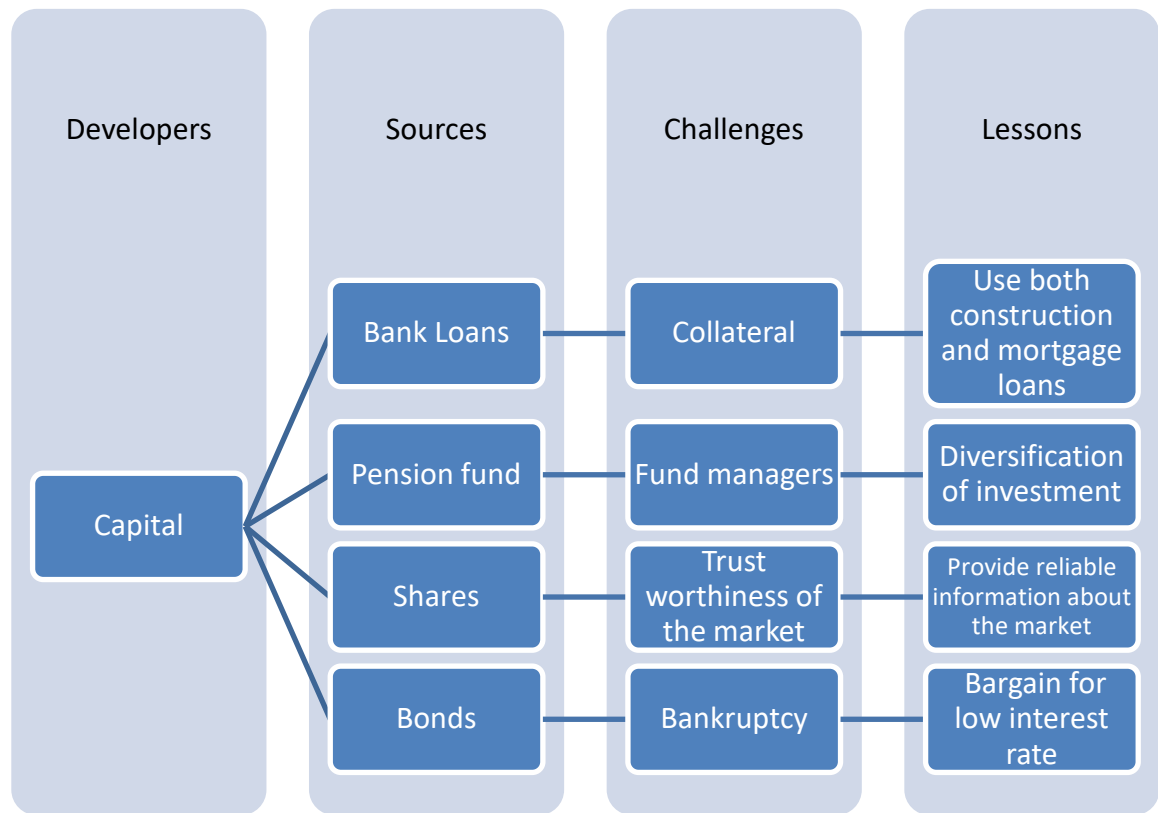 Developers
Sources
Challenges
Lessons
Capital
Bank Loans
Collateral
Use both
construction
and mortgage
loans
Pension fund
Fund managers
Diversification
of investment
Shares
Trust
worthiness of
the market
Provide reliable
information about
the market
Bonds
Bankruptcy
Bargain for
low interest
rate